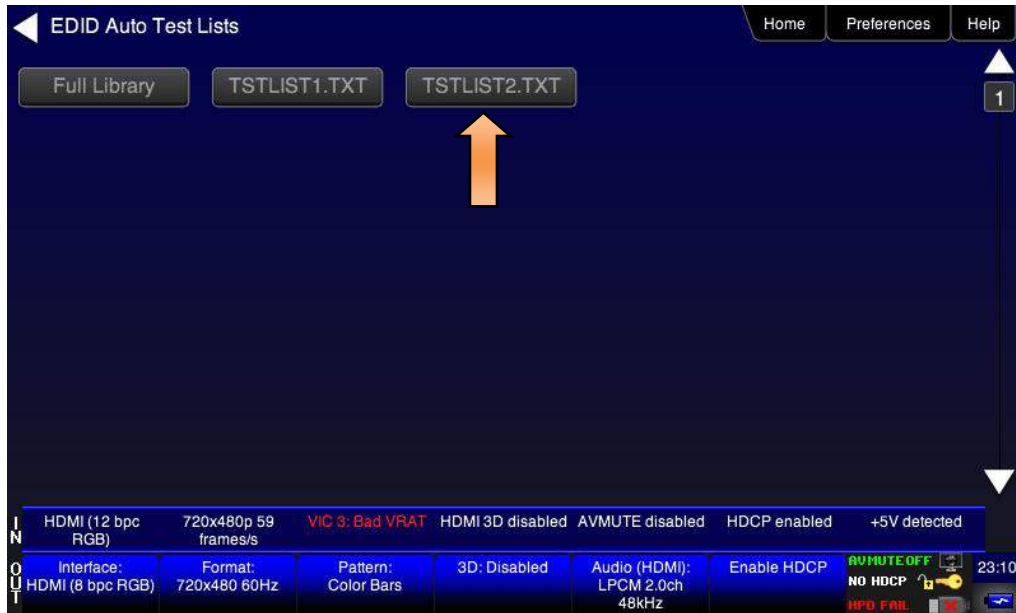 EDID Auto Test Lists
Home
Preferences
Help
Full Library
TSTLIST1.TXT
TSTLIST2.TXT
1
IN
HDMI (12 bpc
RGB)
720x480p 59
frames/s
VIC 3: Bad VRAT
HDMI 3D disabled
AVMUTE disabled
HDCP enabled
+5V detected
OUT
Interface:
HDMI (8 bpc RGB)
Format:
720x480 60Hz
Pattern:
Color Bars
3D: Disabled
Audio (HDMI):
LPCM 2.0ch
48kHz
Enable HDCP
AVMUTEOFF
NO HDCP
HPD FAIL
23:10